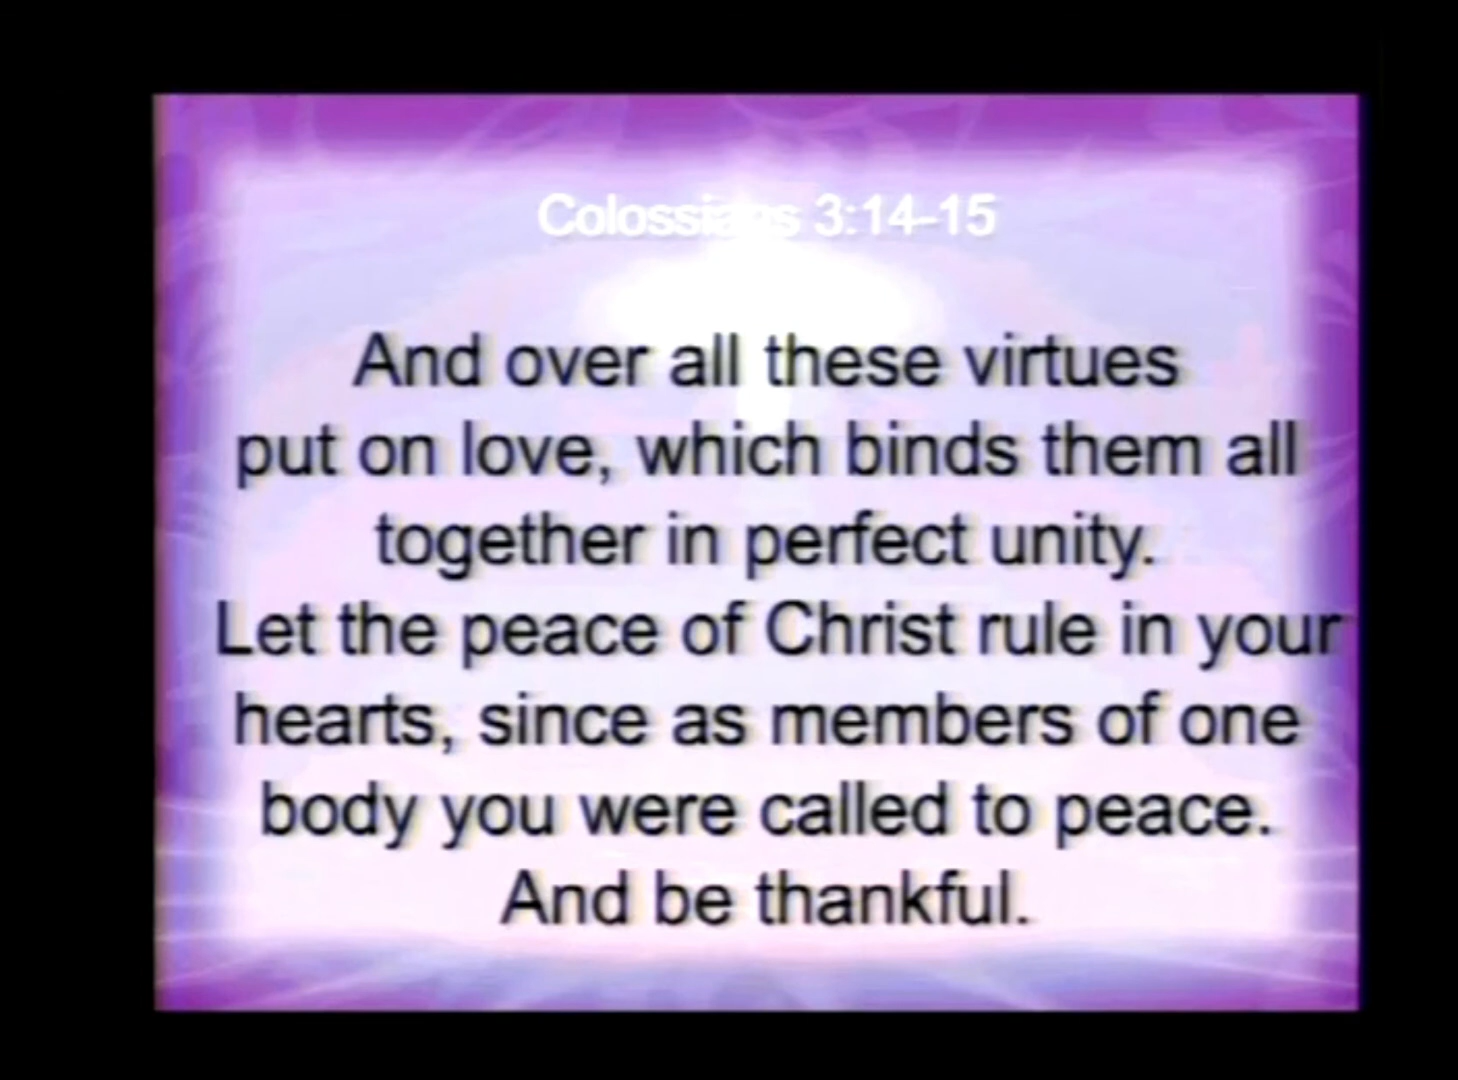 Colossians 3:14-15
And over all these virtues
put on love, which binds them all
together in perfect unity.
Let the peace of Christ rule in your
hearts, since as members of one
body you were called to peace.
And be thankful.